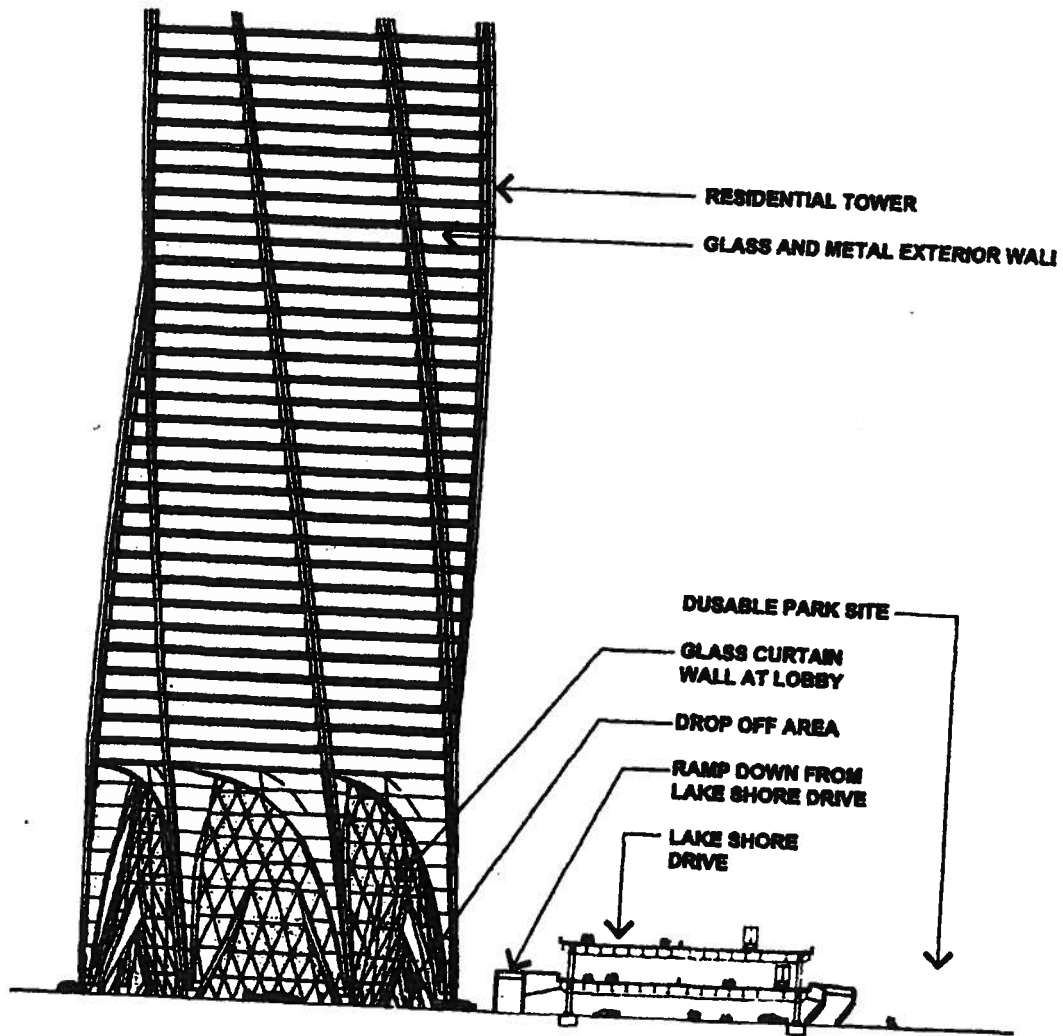 RESIDENTIAL TOWER
GLASS AND METAL EXTERIOR WALL
DUSABLE PARK SITE
GLASS CURTAIN
WALL AT LOBBY
DROP OFF AREA
RAMP DOWN FROM
LAKE SHORE DRIVE
LAKE SHORE
DRIVE